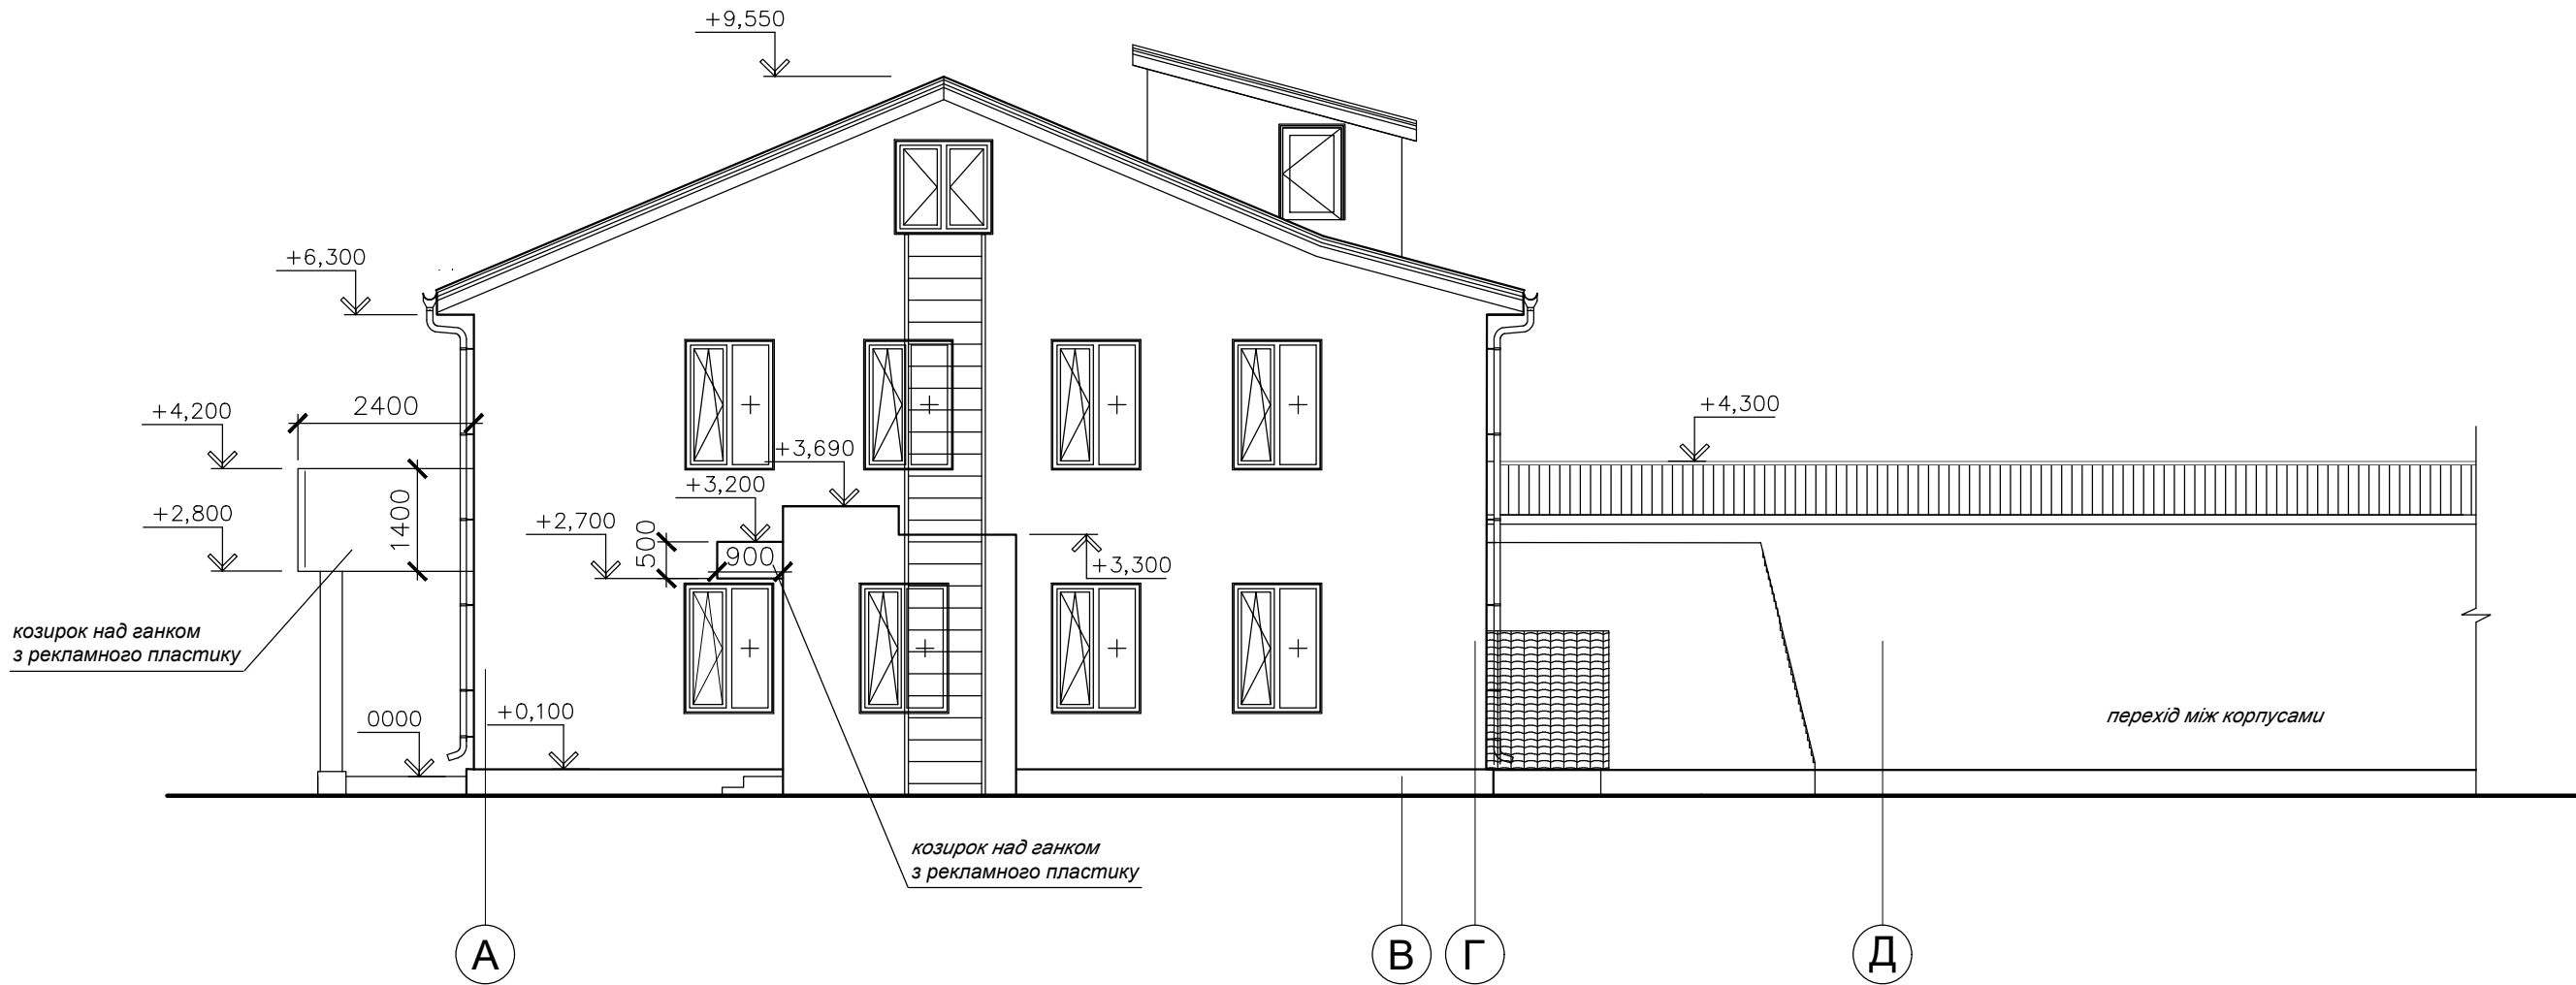 +9,550
+6,300
+4,200
2400
+4,300
+3,690
+3,200
+2,800
1400
+2,700
500
900
+3,300
козирок над ганком
з рекламного пластику
0000
+0,100
перехід між корпусами
козирок над ганком
з рекламного пластику
А
В
Г
Д